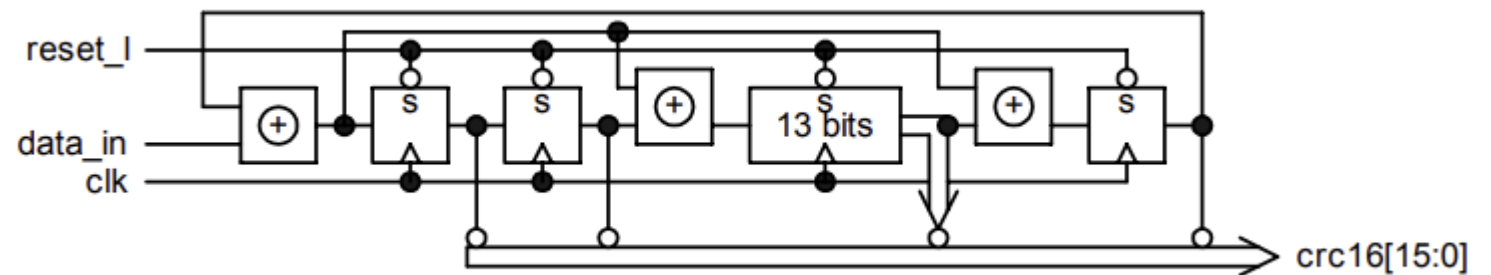 reset_l
data_in
clk
+
s
s
+
s
13 bits
+
s
crc16[15:0]